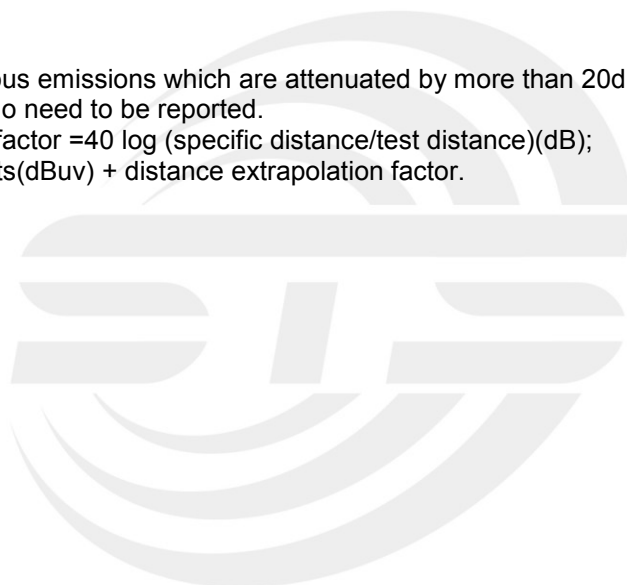 ous emissions which are attenuated by more than 20d
o need to be reported.
factor =40 log (specific distance/test distance)(dB);
ts(dBuv) + distance extrapolation factor.
STS